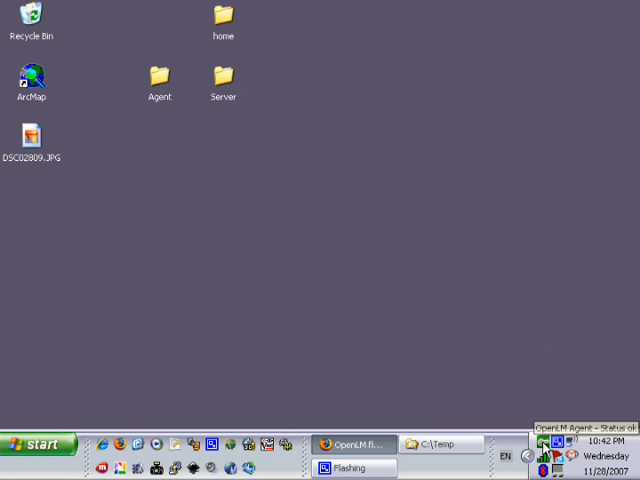 Recycle Bin
home
ArcMap
Agent
Server
DSC02809.JPG
OpenLM Agent - Status ok
start
OpenLM fl...
C:\Temp
10:42 PM
EN
Wednesday
Flashing
11/28/2007